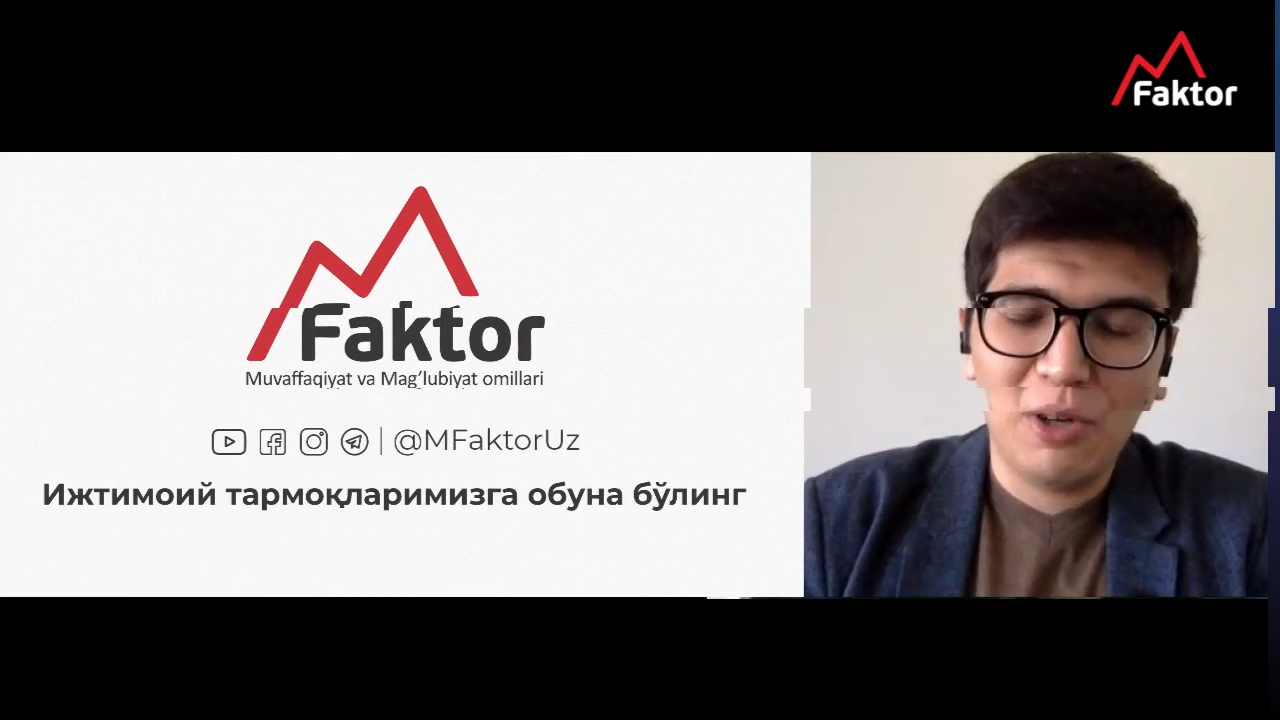 Faktor
Faktor
Muvaffaqiyat va Mag’lubiyat omillari
@MFaktorUz
Ижтимоий тармоқларимизга обуна бўлинг